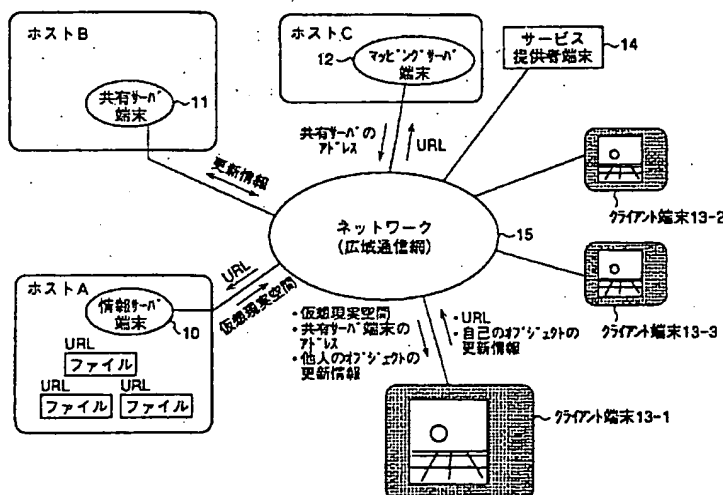 ホストB
共有サーバ
端末
11
ホストC
12
マッピングサーバ
端末
サービス
提供者端末
14
共有サーバの
アドレス
URL
更新情報
クライアント端末13-2
ネットワーク
(広域通信網)
15
クライアント端末13-3
ホストA
情報サーバ
端末
10
URL
仮想現実空間
URL
ファイル
URL
ファイル
URL
ファイル
・仮想現実空間
・共有サーバ端末の
アドレス
・他人のオブジェクトの
更新情報
・URL
・自己のオブジェクトの
更新情報
クライアント端末13-1